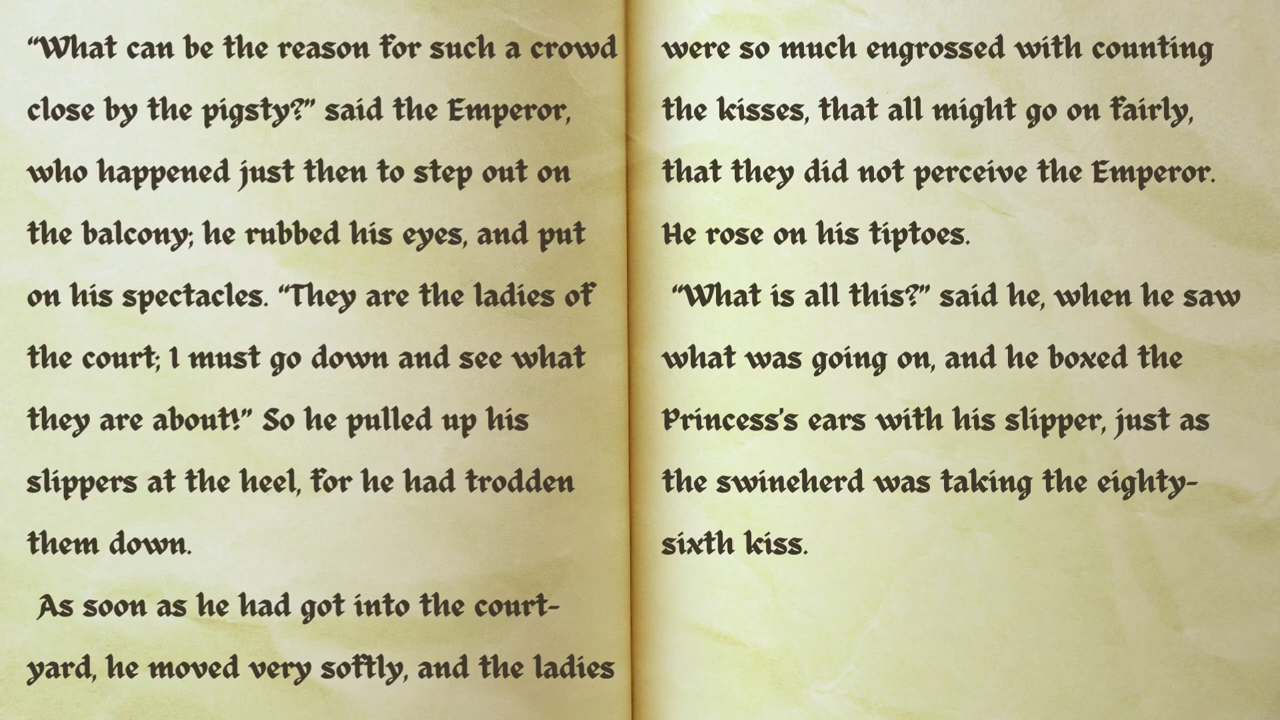 “What can be the reason for such a crowd
close by the pigsty?” said the Emperor,
who happened just then to step out on
the balcony; he rubbed his eyes, and put
on his spectacles. “They are the ladies of
the court; I must go down and see what
they are about!” So he pulled up his
slippers at the heel, for he had trodden
them down.
As soon as he had got into the court-
yard, he moved very softly, and the ladies
were so much engrossed with counting
the kisses, that all might go on fairly,
that they did not perceive the Emperor.
He rose on his tiptoes.
“What is all this?” said he, when he saw
what was going on, and he boxed the
Princess’s ears with his slipper, just as
the swineherd was taking the eighty-
sixth kiss.